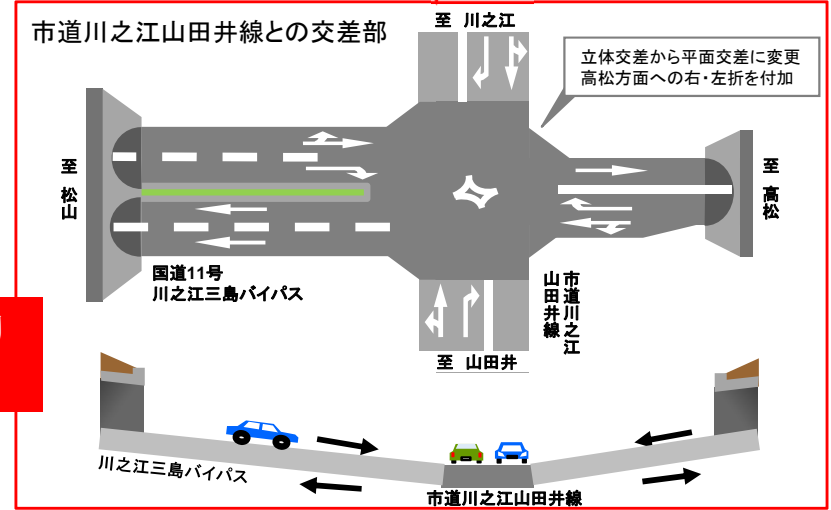 市道川之江山田井線との交差部
至 川之江
立体交差から平面交差に変更
高松方面への右・左折を付加
至 松山
至 高松
国道11号
川之江三島バイパス
市道川之江
山田井線
至 山田井
川之江三島バイパス
市道川之江山田井線